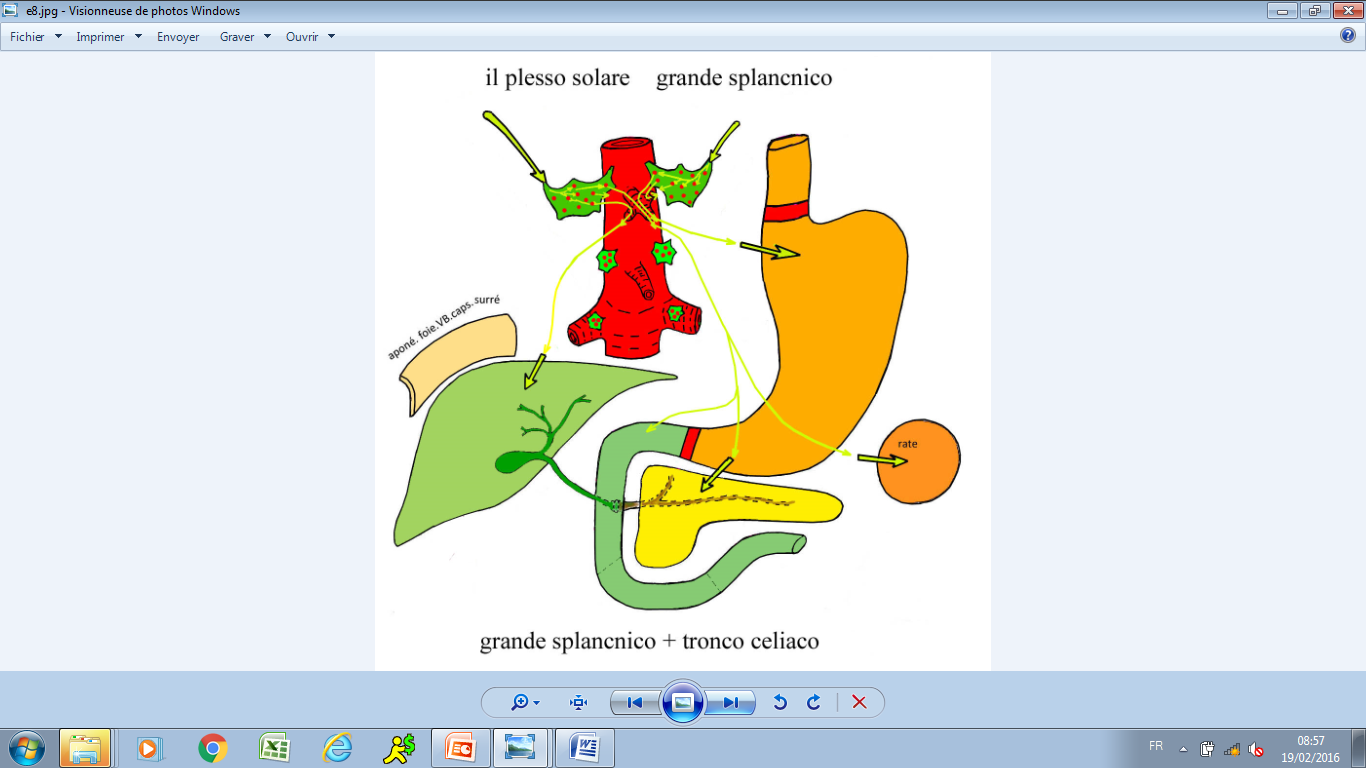 e8.jpg - Visionneuse de photos Windows
Fichier Imprimer Envoyer Graver Ouvrir
il plesso solare grande splancnico
aponé. foie.VB.caps. surré
rate
grande splancnico + tronco celiaco
FR
08:57
19/02/2016